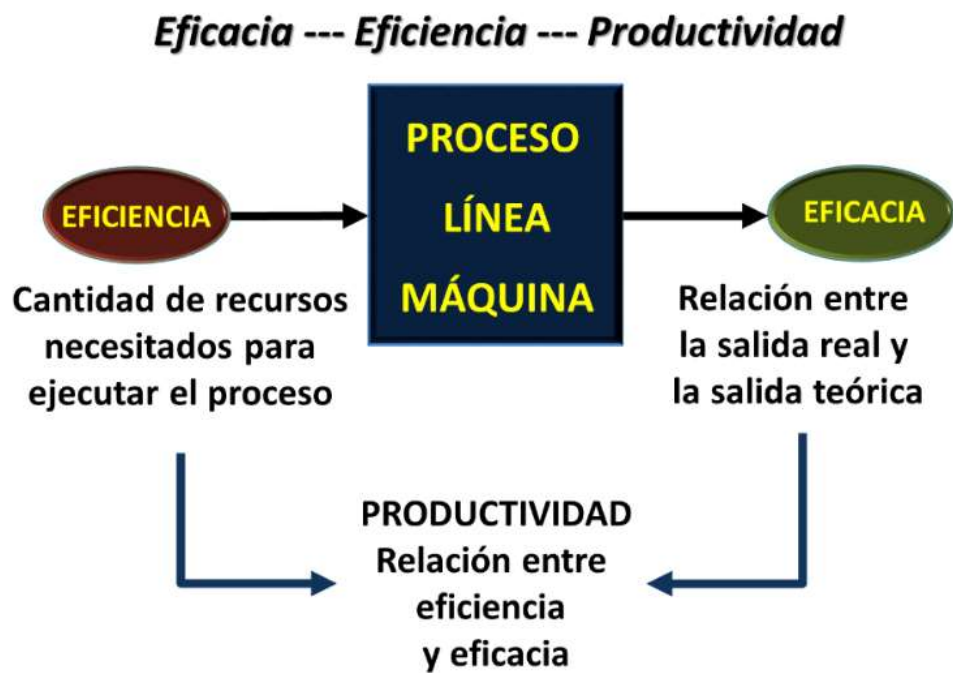 Eficacia --- Eficiencia --- Productividad
PROCESO
LÍNEA
MÁQUINA
EFICIENCIA
EFICACIA
Cantidad de recursos
necesitados para
ejecutar el proceso
Relación entre
la salida real y
la salida teórica
PRODUCTIVIDAD
Relación entre
eficiencia
y eficacia